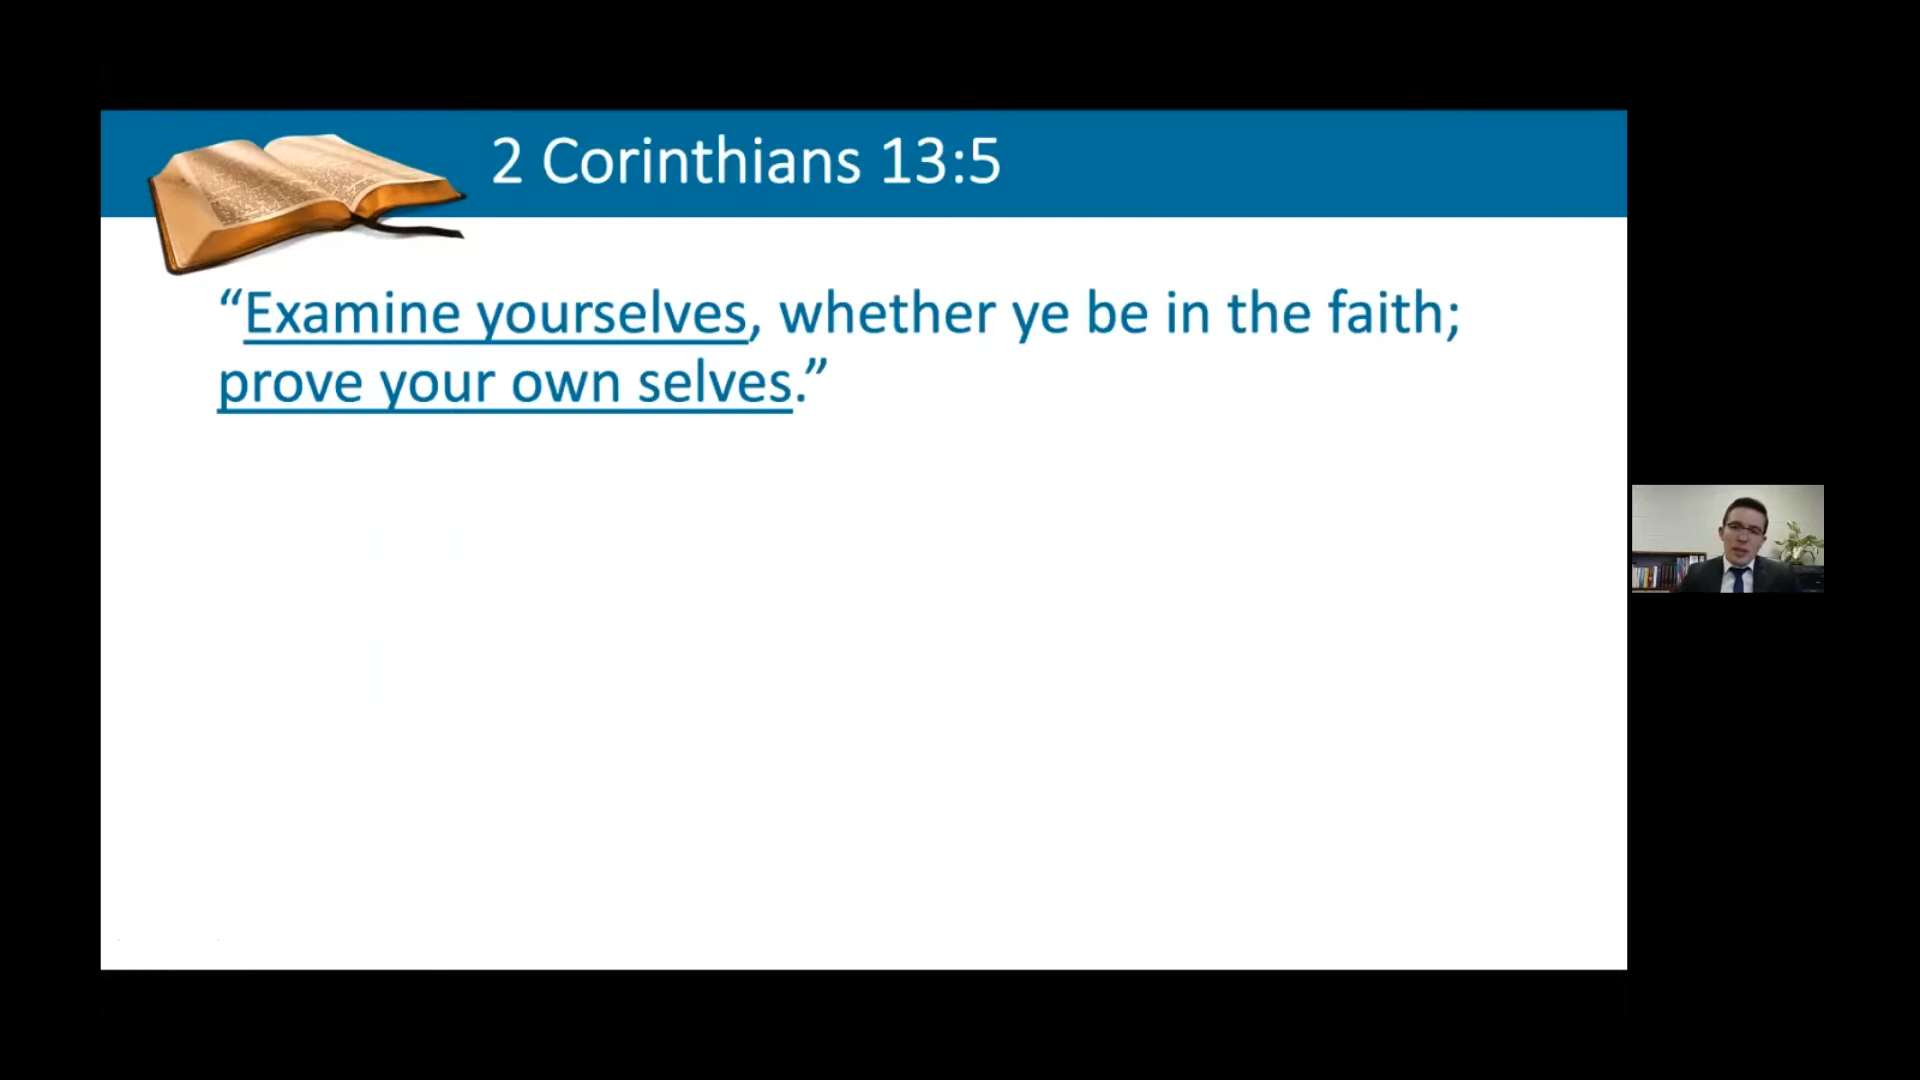 2 Corinthians 13:5
“Examine yourselves, whether ye be in the faith;
prove your own selves.”